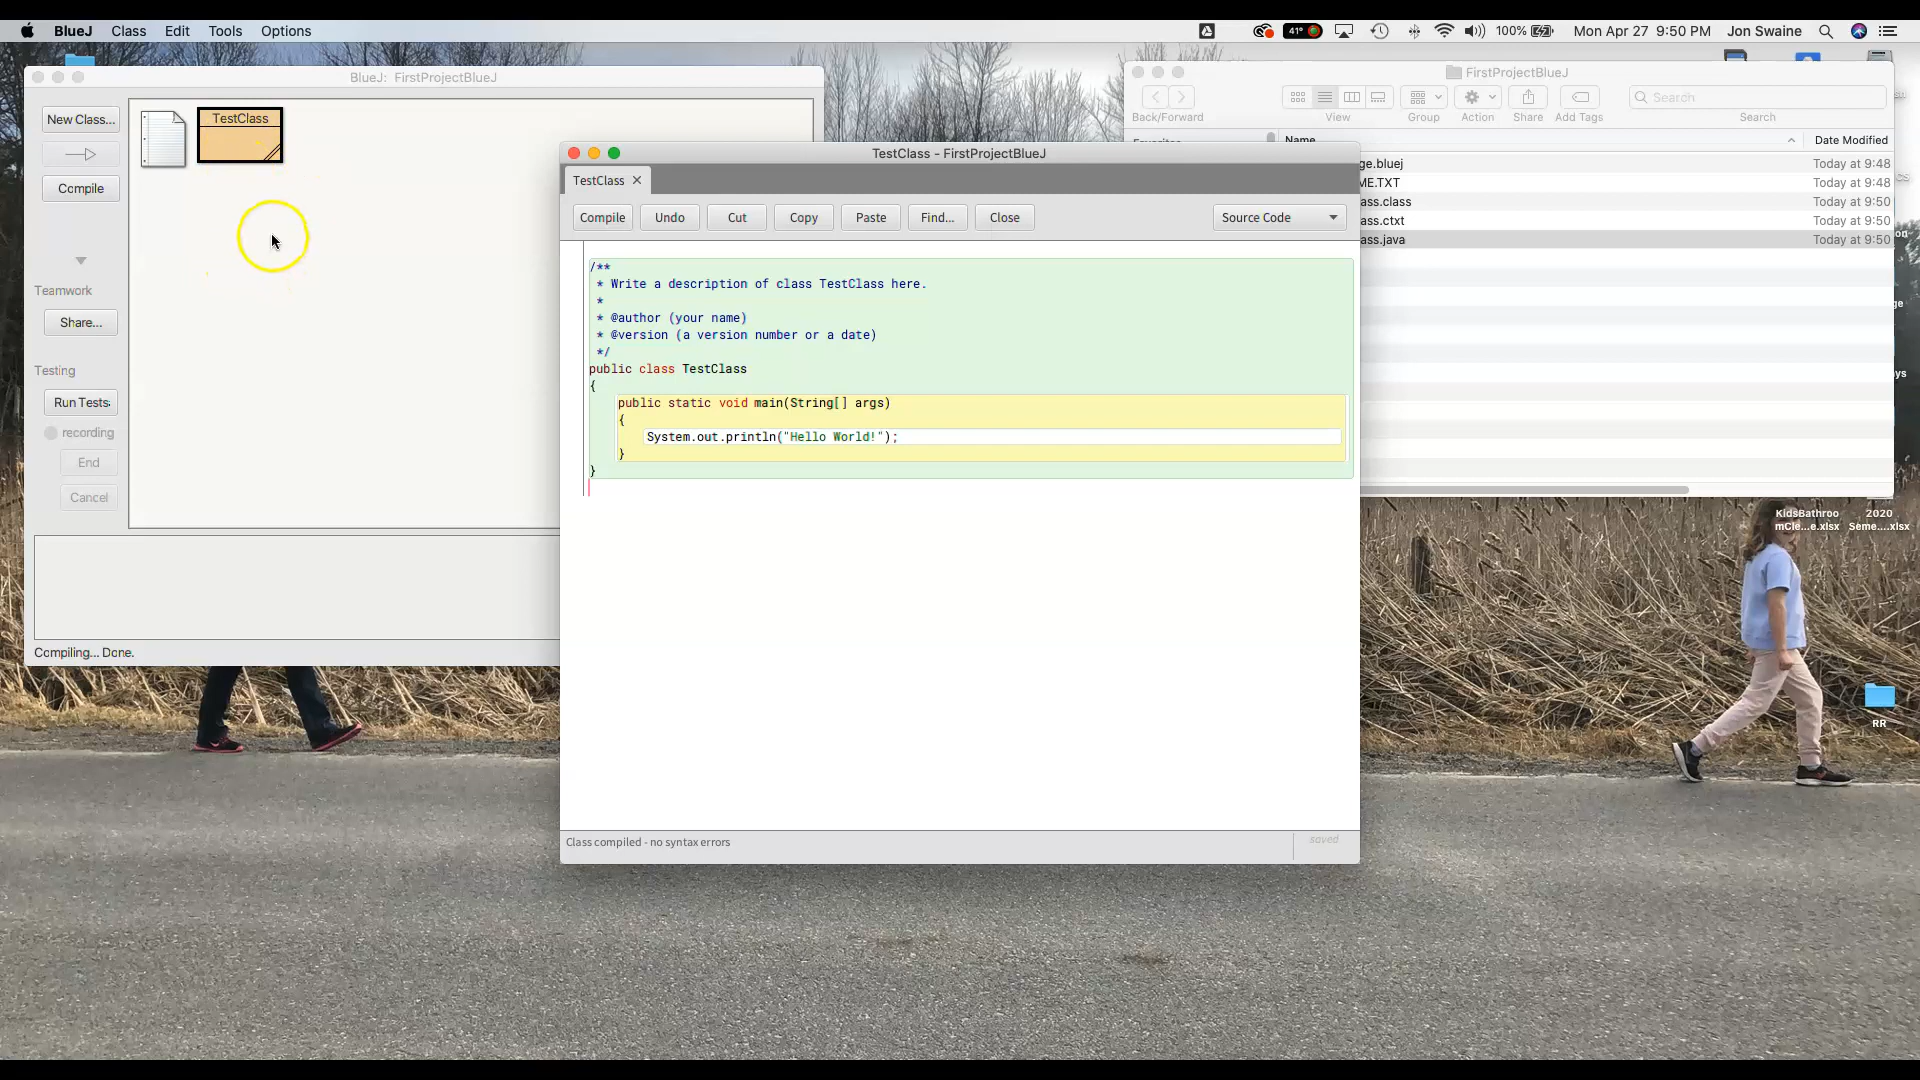 BlueJ Class Edit Tools Options
41° 100% Mon Apr 27 9:50 PM Jon Swaine
BlueJ: FirstProjectBlueJ
New Class...
Compile
Teamwork
Share...
Testing
Run Tests
recording
End
Cancel
TestClass
Compiling... Done.
TestClass - FirstProjectBlueJ
TestClass
Compile Undo Cut Copy Paste Find... Close Source Code
/**
* Write a description of class TestClass here.
*
* @author (your name)
* @version (a version number or a date)
*/
public class TestClass
{
public static void main(String[] args)
{
System.out.println("Hello World!");
}
}
Class compiled - no syntax errors
saved
FirstProjectBlueJ
Search
Back/Forward View Group Action Share Add Tags Search
Name Date Modified
ge.bluej Today at 9:48
ME.TXT Today at 9:48
ass.class Today at 9:50
ass.ctxt Today at 9:50
ass.java Today at 9:50
KidsBathroo
mCle...e.xlsx
2020
Seme....xlsx
RR